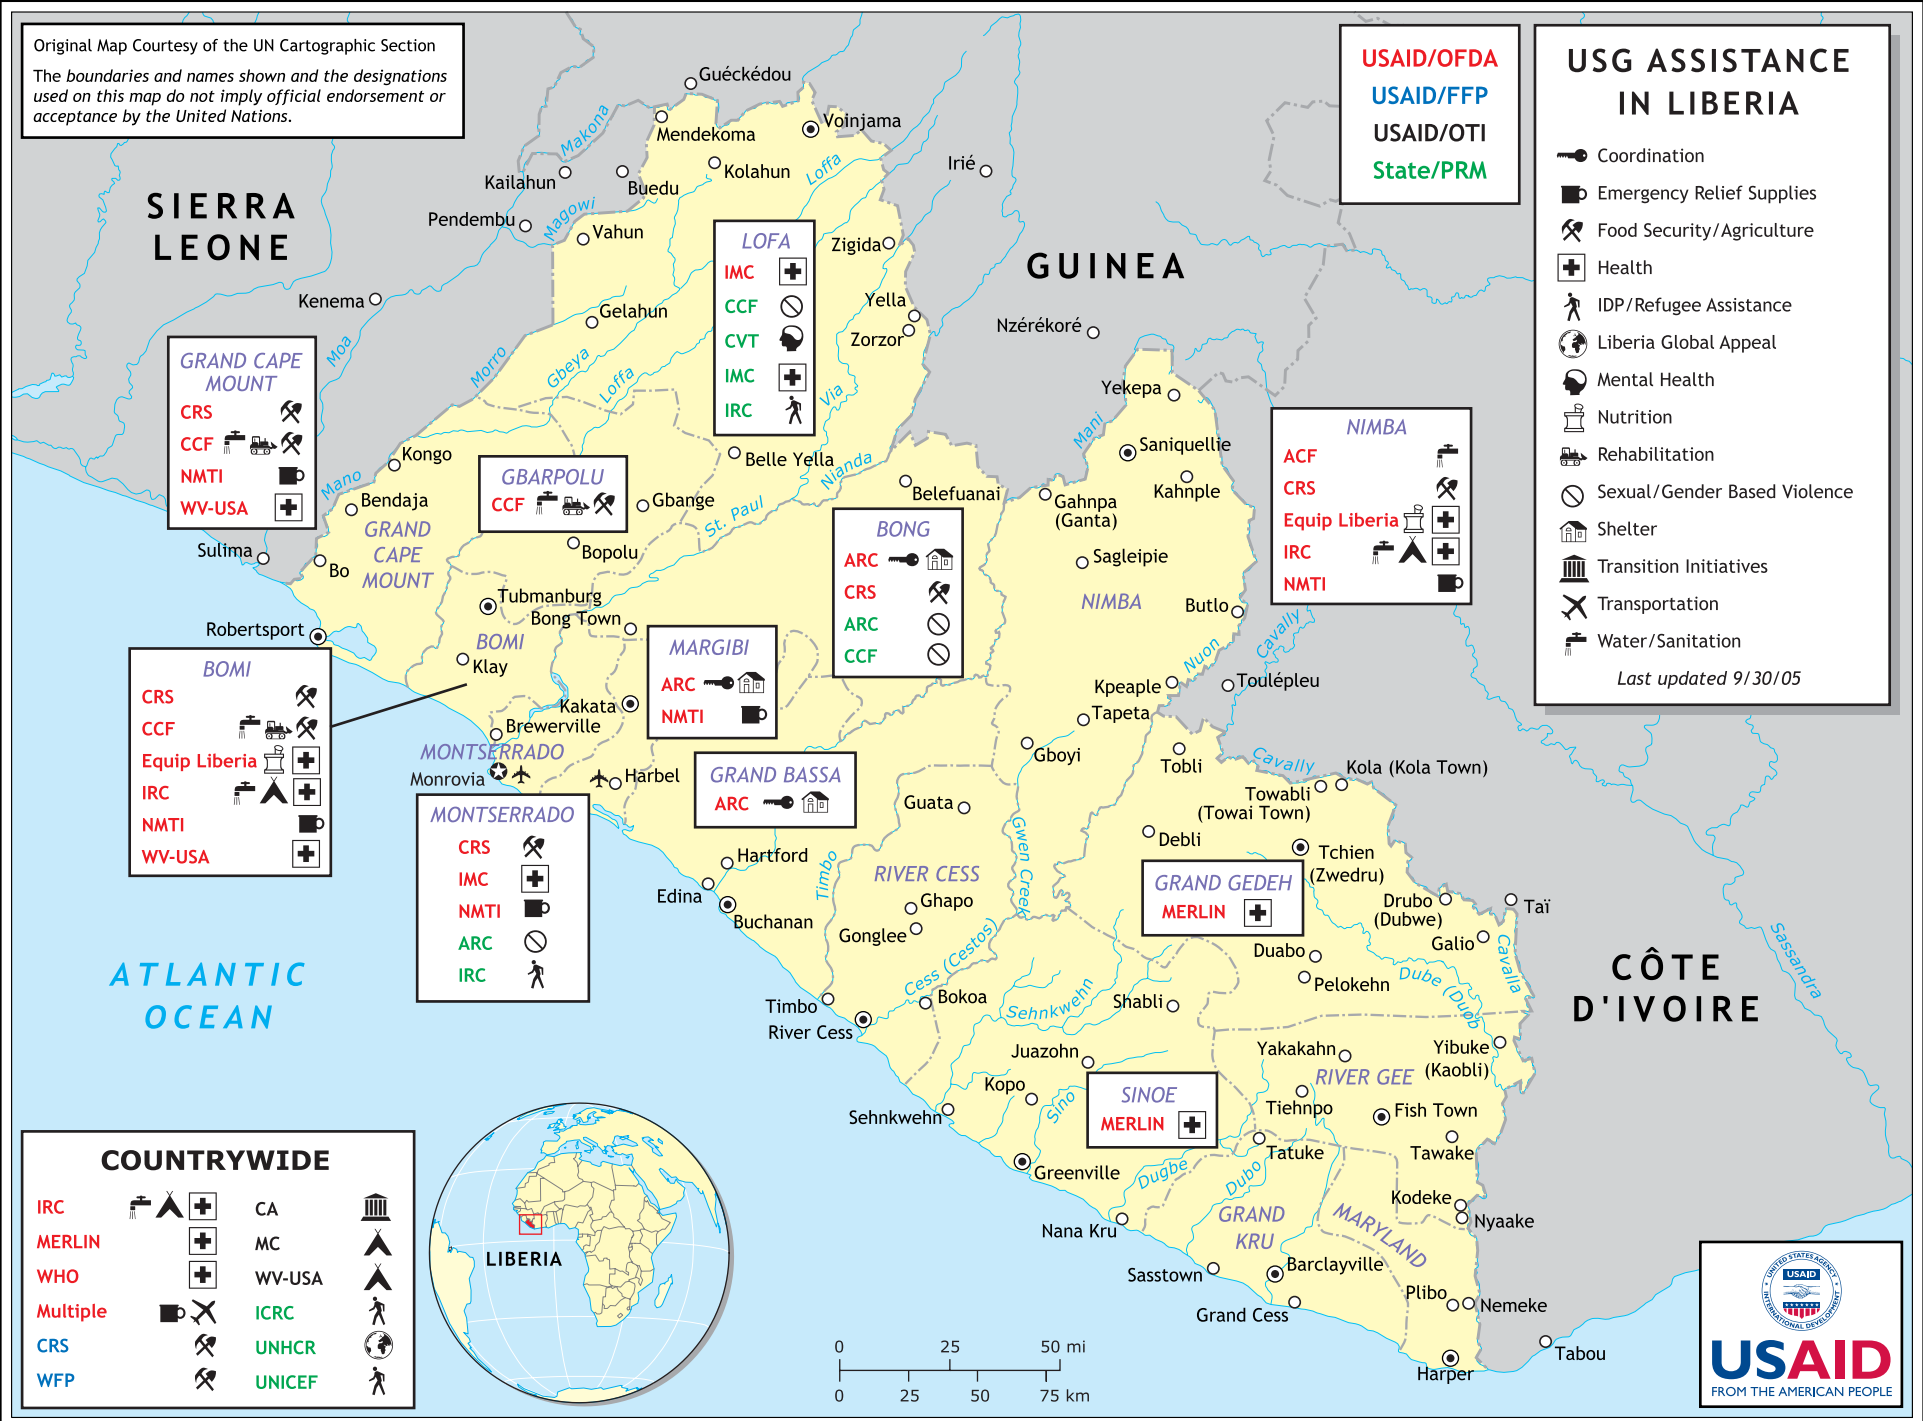 Original Map Courtesy of the UN Cartographic Section
The boundaries and names shown and the designations
used on this map do not imply official endorsement or
acceptance by the United Nations.
USAID/OFDA
USAID/FFP
USAID/OTI
State/PRM
USG ASSISTANCE
IN LIBERIA
Coordination
Emergency Relief Supplies
Food Security/Agriculture
Health
IDP/Refugee Assistance
Liberia Global Appeal
Mental Health
Nutrition
Rehabilitation
Sexual/Gender Based Violence
Shelter
Transition Initiatives
Transportation
Water/Sanitation
Last updated 9/30/05
SIERRA
LEONE
GUINEA
CÔTE
D'IVOIRE
ATLANTIC
OCEAN
Guéckédou
Mendekoma
Voinjama
Makona
Kolahun
Loffa
Irié
Kailahun
Buedu
Pendembu
Magowi
Vahun
Zigida
Kenema
Gelahun
Yella
Zorzor
Nzérékoré
Moa
Morro
Gbeya
Loffa
Via
Yekepa
Mani
Saniquellie
Kahnple
LOFA
IMC
CCF
CVT
IMC
IRC
GRAND CAPE
MOUNT
CRS
CCF
NMTI
WV-USA
Kongo
Mano
Bendaja
GRAND
CAPE
MOUNT
Sulima
Bo
GBARPOLU
CCF
Gbange
Belle Yella
Nianda
St. Paul
Belefuanai
Gahnpa
(Ganta)
Bopolu
Sagleipie
BONG
ARC
CRS
ARC
CCF
NIMBA
NIMBA
ACF
CRS
Equip Liberia
IRC
NMTI
Butlo
Nuon
Cavally
Toulépleu
Kpeaple
Tapeta
Gboyi
Tobli
Robertsport
Tubmanburg
Bong Town
BOMI
Klay
Kakata
Brewerville
MONTSERRADO
Monrovia
Harbel
MARGIBI
ARC
NMTI
BOMI
CRS
CCF
Equip Liberia
IRC
NMTI
WV-USA
GRAND BASSA
ARC
MONTSERRADO
CRS
IMC
NMTI
ARC
IRC
Hartford
Edina
Buchanan
Timbo
Guata
RIVER CESS
Ghapo
Gonglee
Gwen Creek
Cess (Cestos)
Bokoa
Timbo
River Cess
Cavally
Kola (Kola Town)
Towabli
(Towai Town)
Debli
Tchien
(Zwedru)
GRAND GEDEH
MERLIN
Drubo
(Dubwe)
Taï
Galio
Cavalla
Duabo
Pelokehn
Dube (Duob)
Sassandra
Sehnkwehn
Shabli
Juazohn
Kopo
Sino
Sehnkwehn
Greenville
SINOE
MERLIN
Yakakahn
RIVER GEE
Yibuke
(Kaobli)
Tiehnpo
Fish Town
Tatuke
Tawake
Dugbe
Dubo
Kodeke
Nyaake
Nana Kru
GRAND
KRU
MARYLAND
Sasstown
Barclayville
Grand Cess
Plibo
Nemeke
Harper
Tabou
COUNTRYWIDE
IRC
MERLIN
WHO
Multiple
CRS
WFP
CA
MC
WV-USA
ICRC
UNHCR
UNICEF
LIBERIA
0 25 50 mi
0 25 50 75 km
UNITED STATES AGENCY
USAID
INTERNATIONAL DEVELOPMENT
USAID
FROM THE AMERICAN PEOPLE